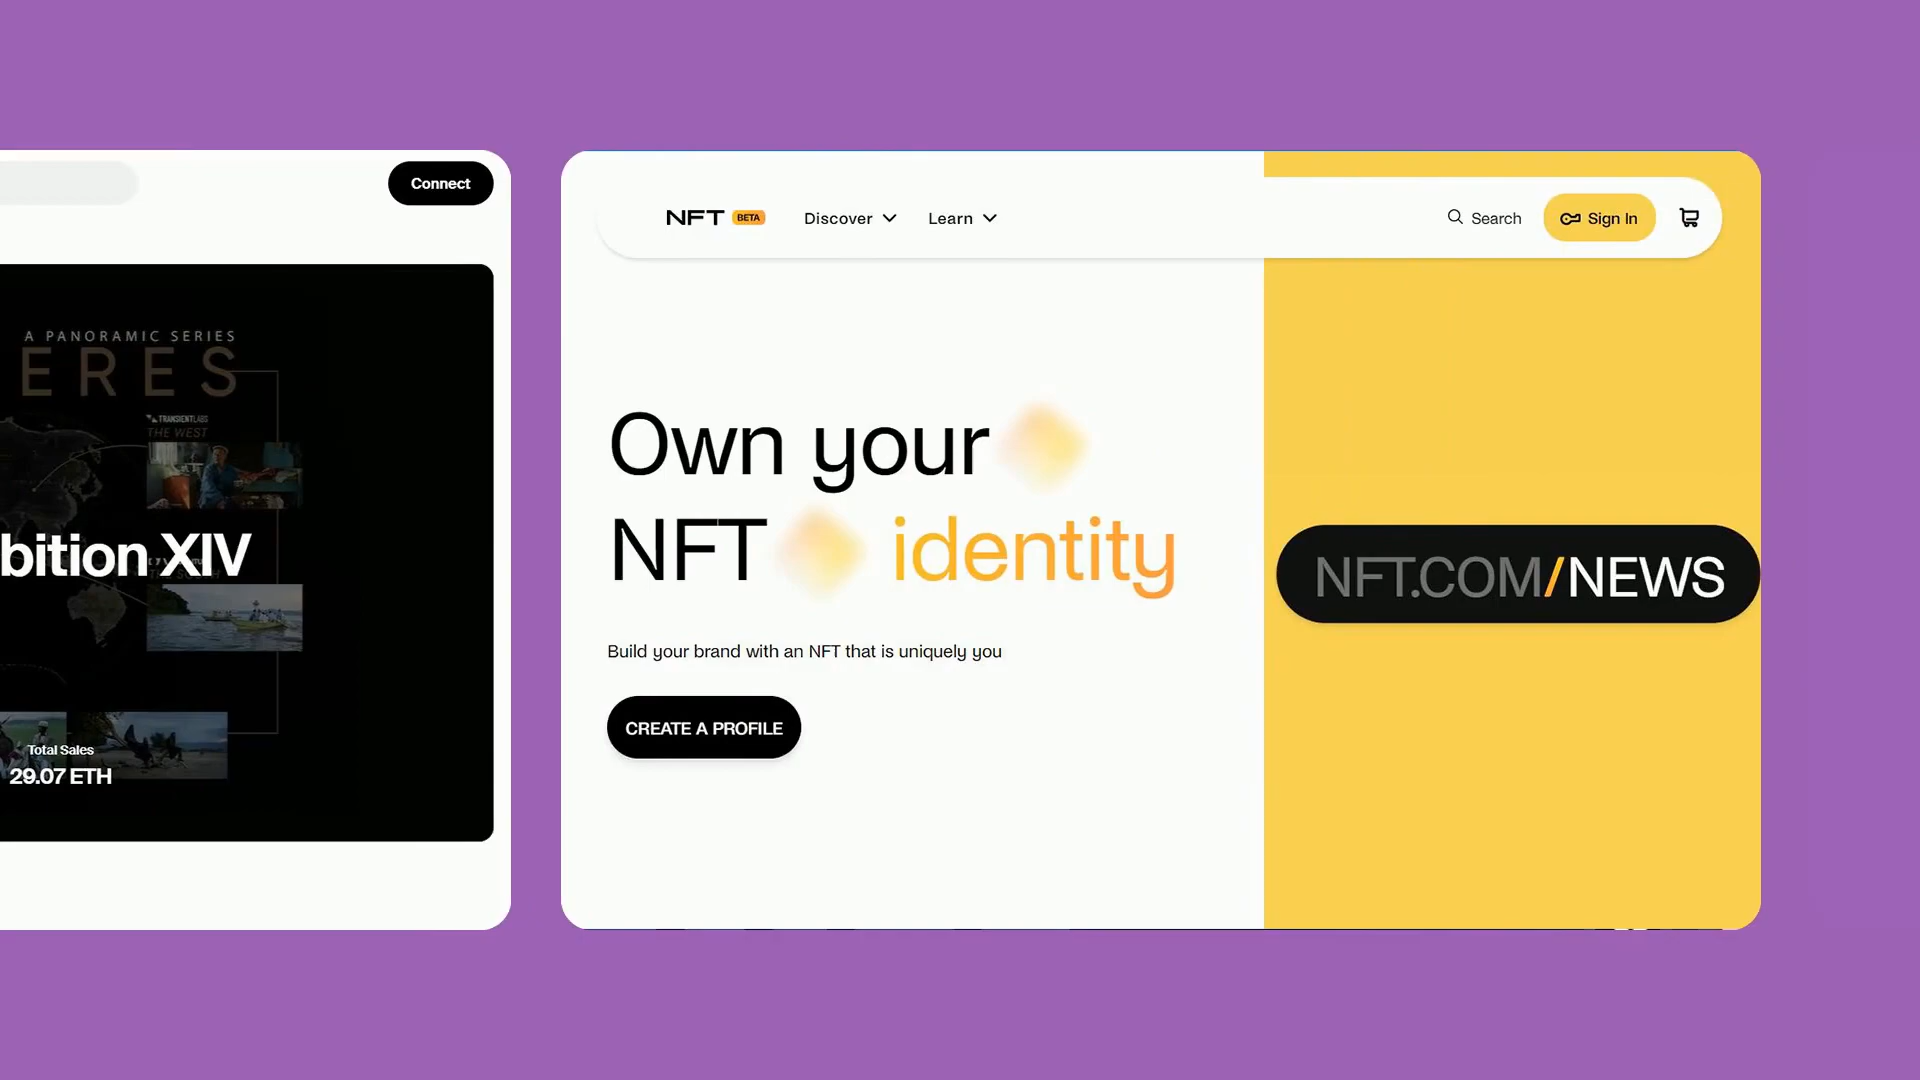 Connect
A PANORAMIC SERIES
ERES
TRANSIENT LABS
THE WEST
bition XIV
Total Sales
29.07 ETH
NFT BETA
Discover
Learn
Search
Sign In
Own your
NFT identity
Build your brand with an NFT that is uniquely you
CREATE A PROFILE
NFT.COM/NEWS